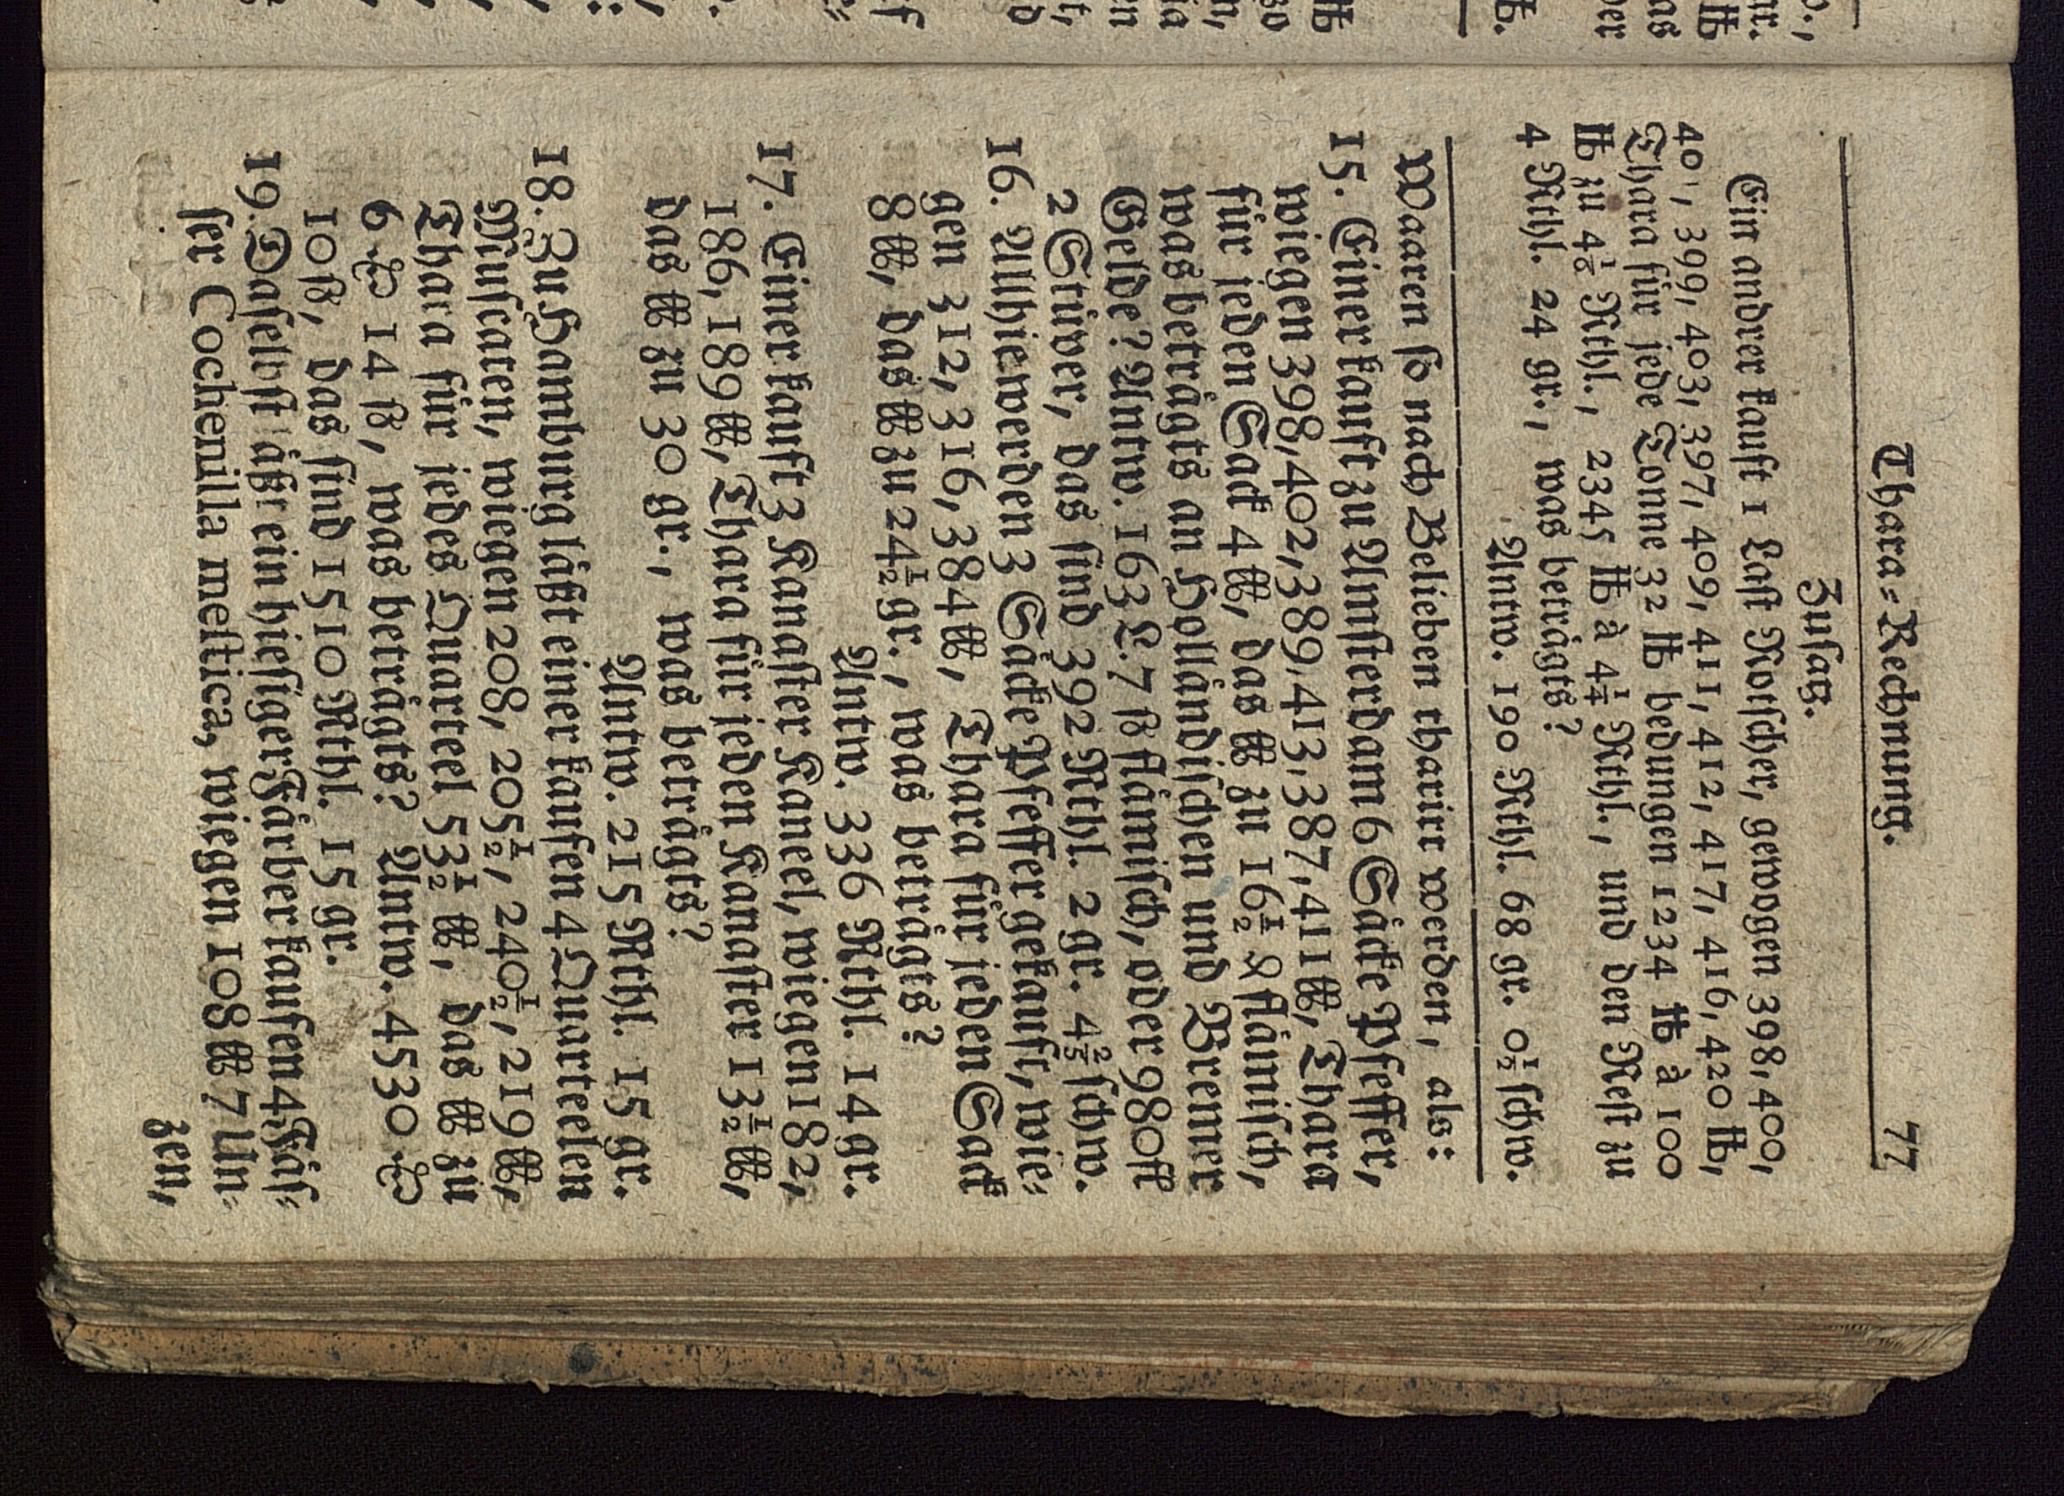 Thara-Rechnung. 77
Zusatz.
Ein andrer kauft 1 Last Rotscher, gewogen 398, 400,
401, 399, 403, 397, 409, 411, 412, 417, 416, 420 ℔,
Thara für jede Tonne 32 ℔ bedungen 1234 ℔ à 100
℔ zu 4⅛ Rthl., 2345 ℔ à 4¼ Rthl., und den Rest zu
4 Rthl. 24 gr., was beträgts?
Antw. 190 Rthl. 68 gr. 0½ schw.
Waaren so nach Belieben tharirt werden, als:
15. Einer kauft zu Amsterdam 6 Säcke Pfeffer,
wiegen 398, 402, 389, 413, 387, 411 ℔, Thara
für jeden Sack 4 ℔, das ℔ zu 16½ ₰ flämisch,
was beträgts an Holländischen und Bremer
Gelde? Antw. 163 L. 7 ß flämisch, oder 980 fl
2 Stüver, das sind 392 Rthl. 2 gr. 4⅖ schw.
16. Allhie werden 3 Säcke Pfeffer gekauft, wie-
gen 312, 316, 384 ℔, Thara für jeden Sack
8 ℔, das ℔ zu 24½ gr., was beträgts?
Antw. 336 Rthl. 14 gr.
17. Einer kauft 3 Kanaster Kaneel, wiegen 182,
186, 189 ℔, Thara für jeden Kanaster 13½ ℔,
das ℔ zu 30 gr., was beträgts?
Antw. 215 Rthl. 15 gr.
18. Zu Hamburg läßt einer kaufen 4 Quarteelen
Muscaten, wiegen 208, 205½, 240½, 219 ℔,
Thara für jedes Quarteel 53½ ℔, das ℔ zu
6 ℳ 14 ß, was beträgts? Antw. 4530 ℳ
10 ß, das sind 1510 Rthl. 15 gr.
19. Daselbst läßt ein hiesiger Färber kaufen 4 Fäs-
ser Cochenilla mestica, wiegen 108 ℔ 7 Un-
zen,